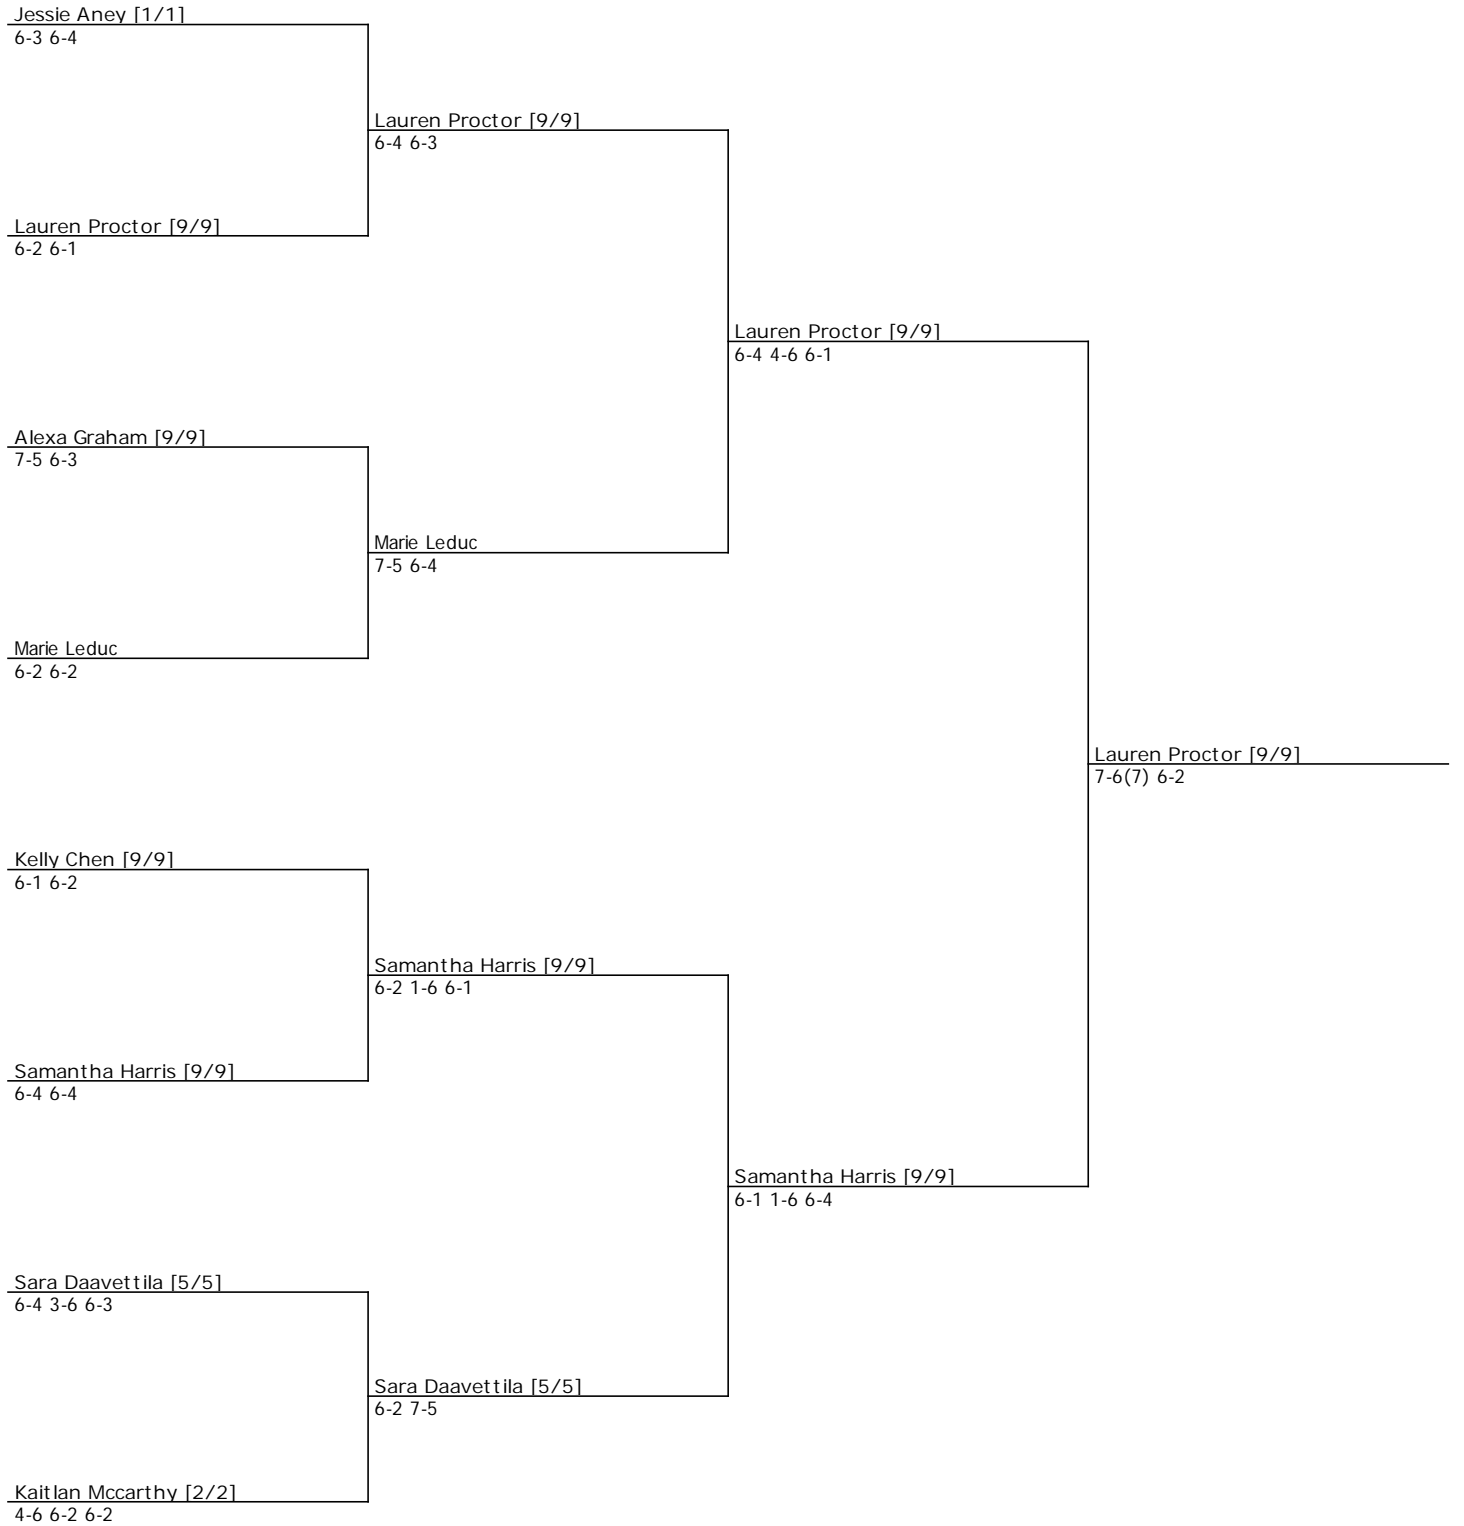 Jessie Aney [1/1]
6-3 6-4
Lauren Proctor [9/9]
6-4 6-3
Lauren Proctor [9/9]
6-2 6-1
Lauren Proctor [9/9]
6-4 4-6 6-1
Alexa Graham [9/9]
7-5 6-3
Marie Leduc
7-5 6-4
Marie Leduc
6-2 6-2
Lauren Proctor [9/9]
7-6(7) 6-2
Kelly Chen [9/9]
6-1 6-2
Samantha Harris [9/9]
6-2 1-6 6-1
Samantha Harris [9/9]
6-4 6-4
Samantha Harris [9/9]
6-1 1-6 6-4
Sara Daavettila [5/5]
6-4 3-6 6-3
Sara Daavettila [5/5]
6-2 7-5
Kaitlan Mccarthy [2/2]
4-6 6-2 6-2